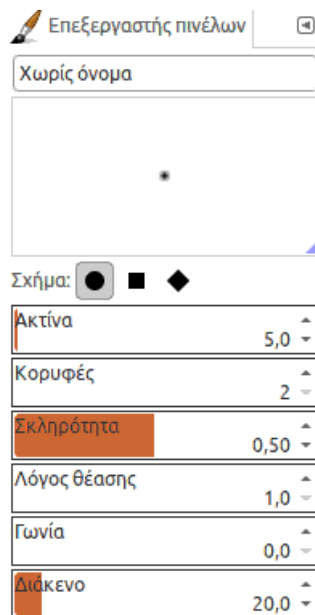 Επεξεργαστής πινέλων
Χωρίς όνομα
Σχήμα:
Ακτίνα
5,0
Κορυφές
2
Σκληρότητα
0,50
Λόγος θέασης
1,0
Γωνία
0,0
Διάκενο
20,0